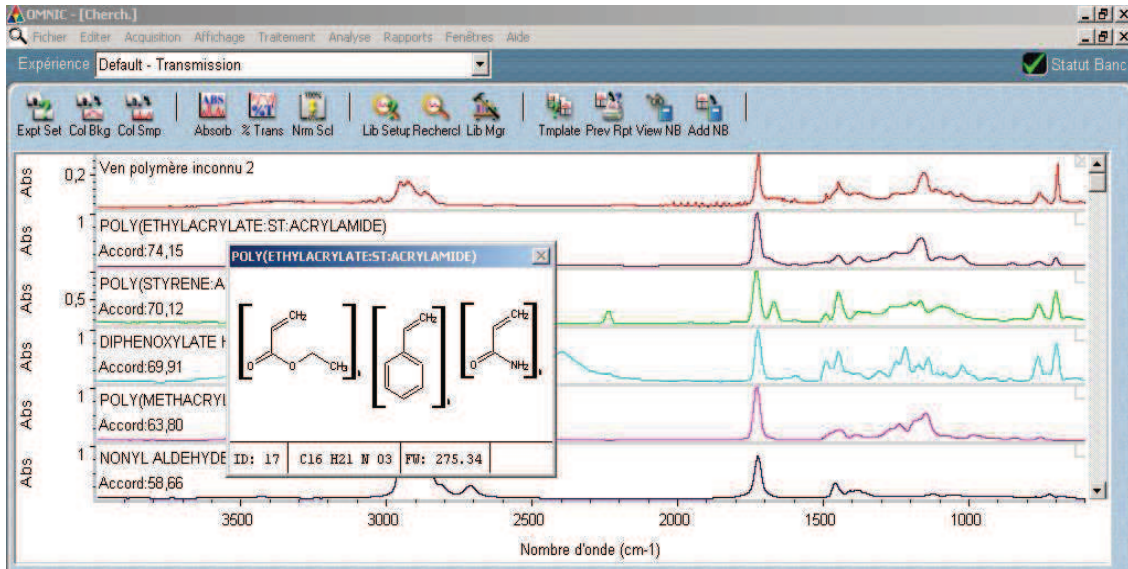 OMNIC - [Cherch.]
Fichier Editer Acquisition Affichage Traitement Analyse Rapports Fenêtres Aide
Expérience Default - Transmission Statut Banc
Expt Set Col Bkg Col Smp Absorb % Trans Nrm Scl Lib Setup Rechercl Lib Mgr Tmplate Prev Rpt View NB Add NB
Abs 0,2 Ven polymère inconnu 2
Abs 1 POLY(ETHYLACRYLATE:ST:ACRYLAMIDE)
Accord:74,15
Abs 0,5 POLY(STYRENE:A
Accord:70,12
Abs 1 DIPHENOXYLATE H
Accord:69,91
Abs 1 POLY(METHACRYL
Accord:63,80
Abs 1 NONYL ALDEHYDE
Accord:58,66
POLY(ETHYLACRYLATE:ST:ACRYLAMIDE)
CH2 CH2 CH2
O O CH3 O NH2
ID: 17 C16 H21 N O3 FW: 275.34
3500 3000 2500 2000 1500 1000
Nombre d'onde (cm-1)